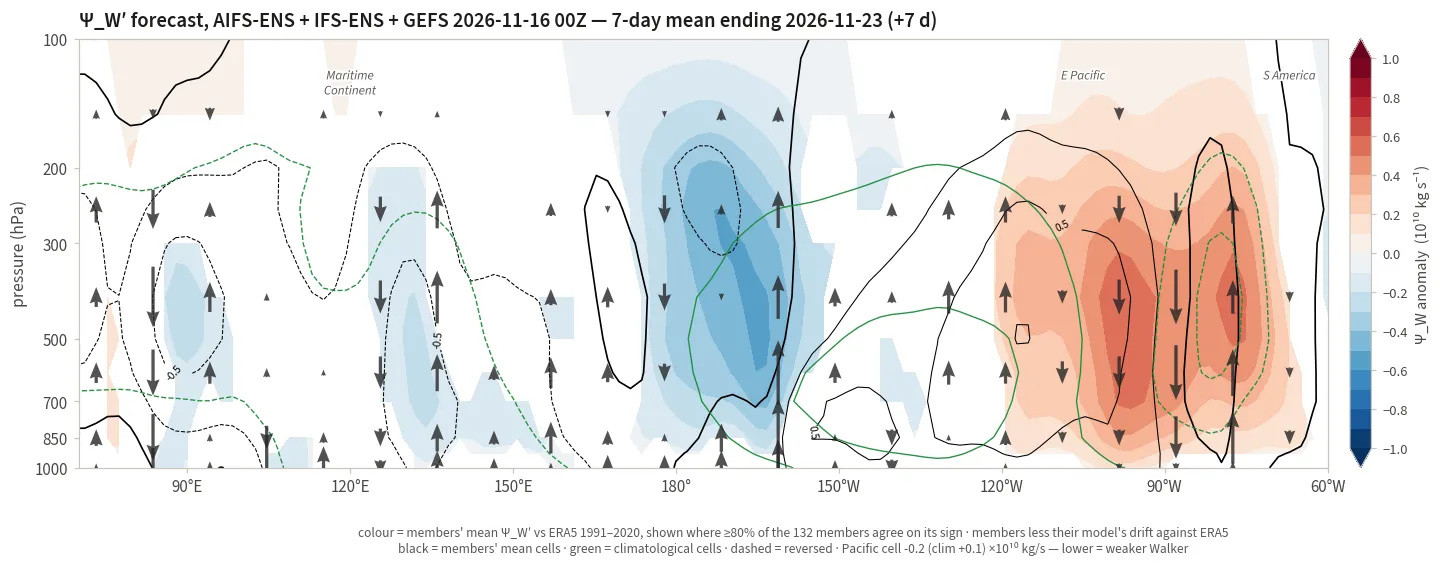 Ψ_W′ forecast, AIFS-ENS + IFS-ENS + GEFS 2026-11-16 00Z — 7-day mean ending 2026-11-23 (+7 d)
100
200
300
400
500
700
850
1000
pressure (hPa)
Maritime
Continent
E Pacific
S America
0.5
-0.5
-0.5
0.5
90°E
120°E
150°E
180°
150°W
120°W
90°W
60°W
1.0
0.8
0.6
0.4
0.2
0.0
−0.2
−0.4
−0.6
−0.8
−1.0
Ψ_W anomaly (10¹⁰ kg s⁻¹)
colour = members' mean Ψ_W′ vs ERA5 1991–2020, shown where ≥80% of the 132 members agree on its sign · members less their model's drift against ERA5
black = members' mean cells · green = climatological cells · dashed = reversed · Pacific cell -0.2 (clim +0.1) ×10¹⁰ kg/s — lower = weaker Walker